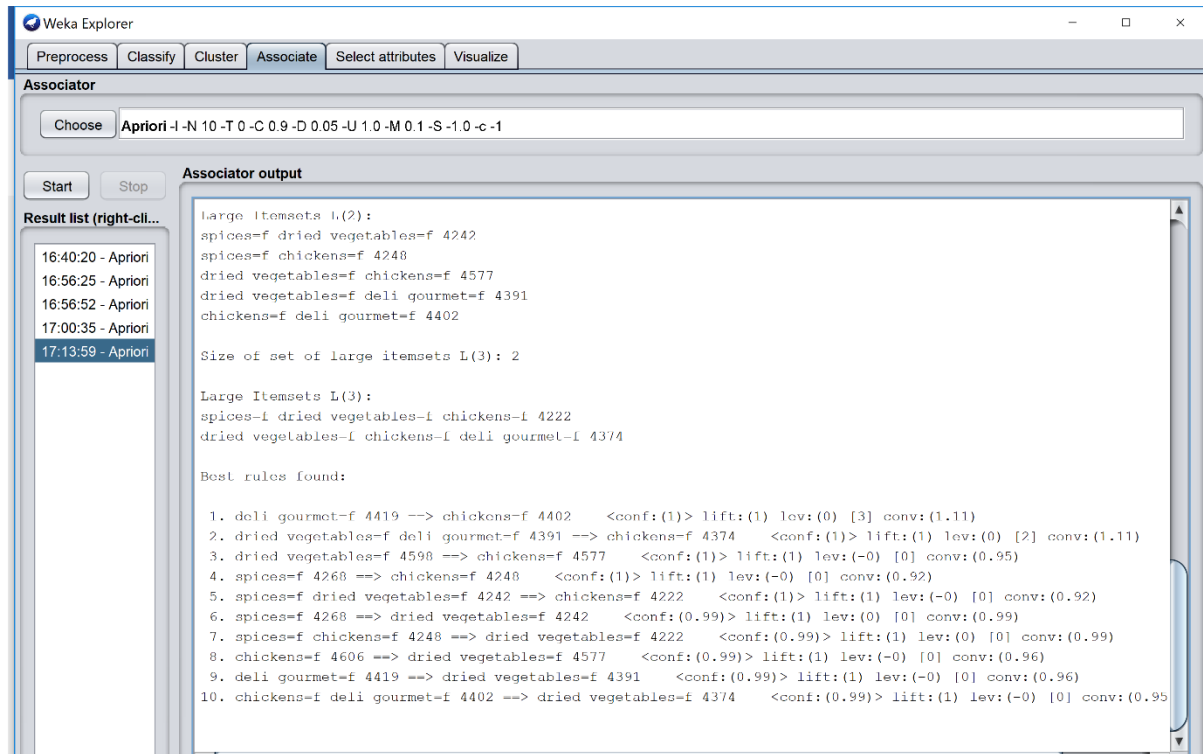 Weka Explorer
Preprocess Classify Cluster Associate Select attributes Visualize
Associator
Choose Apriori -I -N 10 -T 0 -C 0.9 -D 0.05 -U 1.0 -M 0.1 -S -1.0 -c -1
Start Stop
Associator output
Result list (right-cli...
16:40:20 - Apriori
16:56:25 - Apriori
16:56:52 - Apriori
17:00:35 - Apriori
17:13:59 - Apriori
Large Itemsets L(2):
spices=f dried vegetables=f 4242
spices=f chickens=f 4248
dried vegetables=f chickens=f 4577
dried vegetables=f deli gourmet=f 4391
chickens=f deli gourmet=f 4402
Size of set of large itemsets L(3): 2
Large Itemsets L(3):
spices=f dried vegetables=f chickens=f 4222
dried vegetables=f chickens=f deli gourmet=f 4374
Best rules found:
1. deli gourmet=f 4419 ==> chickens=f 4402 <conf:(1)> lift:(1) lev:(0) [3] conv:(1.11)
2. dried vegetables=f deli gourmet=f 4391 ==> chickens=f 4374 <conf:(1)> lift:(1) lev:(0) [2] conv:(1.11)
3. dried vegetables=f 4598 ==> chickens=f 4577 <conf:(1)> lift:(1) lev:(-0) [0] conv:(0.95)
4. spices=f 4268 ==> chickens=f 4248 <conf:(1)> lift:(1) lev:(-0) [0] conv:(0.92)
5. spices=f dried vegetables=f 4242 ==> chickens=f 4222 <conf:(1)> lift:(1) lev:(-0) [0] conv:(0.92)
6. spices=f 4268 ==> dried vegetables=f 4242 <conf:(0.99)> lift:(1) lev:(0) [0] conv:(0.99)
7. spices=f chickens=f 4248 ==> dried vegetables=f 4222 <conf:(0.99)> lift:(1) lev:(0) [0] conv:(0.99)
8. chickens=f 4606 ==> dried vegetables=f 4577 <conf:(0.99)> lift:(1) lev:(-0) [0] conv:(0.96)
9. deli gourmet=f 4419 ==> dried vegetables=f 4391 <conf:(0.99)> lift:(1) lev:(-0) [0] conv:(0.96)
10. chickens=f deli gourmet=f 4402 ==> dried vegetables=f 4374 <conf:(0.99)> lift:(1) lev:(-0) [0] conv:(0.95